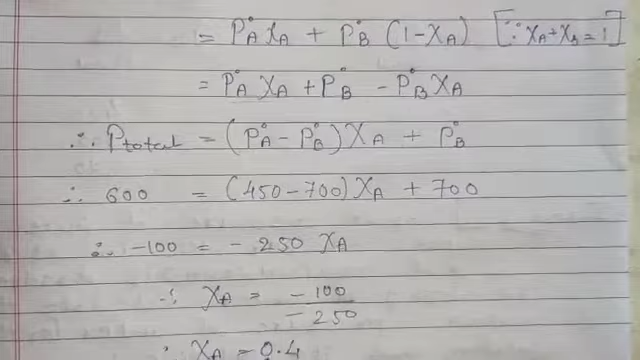 = P°A XA + P°B (1-XA) [∵ XA+XB=1]
= P°A XA + P°B - P°B XA
∴ Ptotal = (P°A - P°B) XA + P°B
∴ 600 = (450-700) XA + 700
∴ -100 = - 250 XA
∴ XA = -100
-250
∴ XA = 0.4